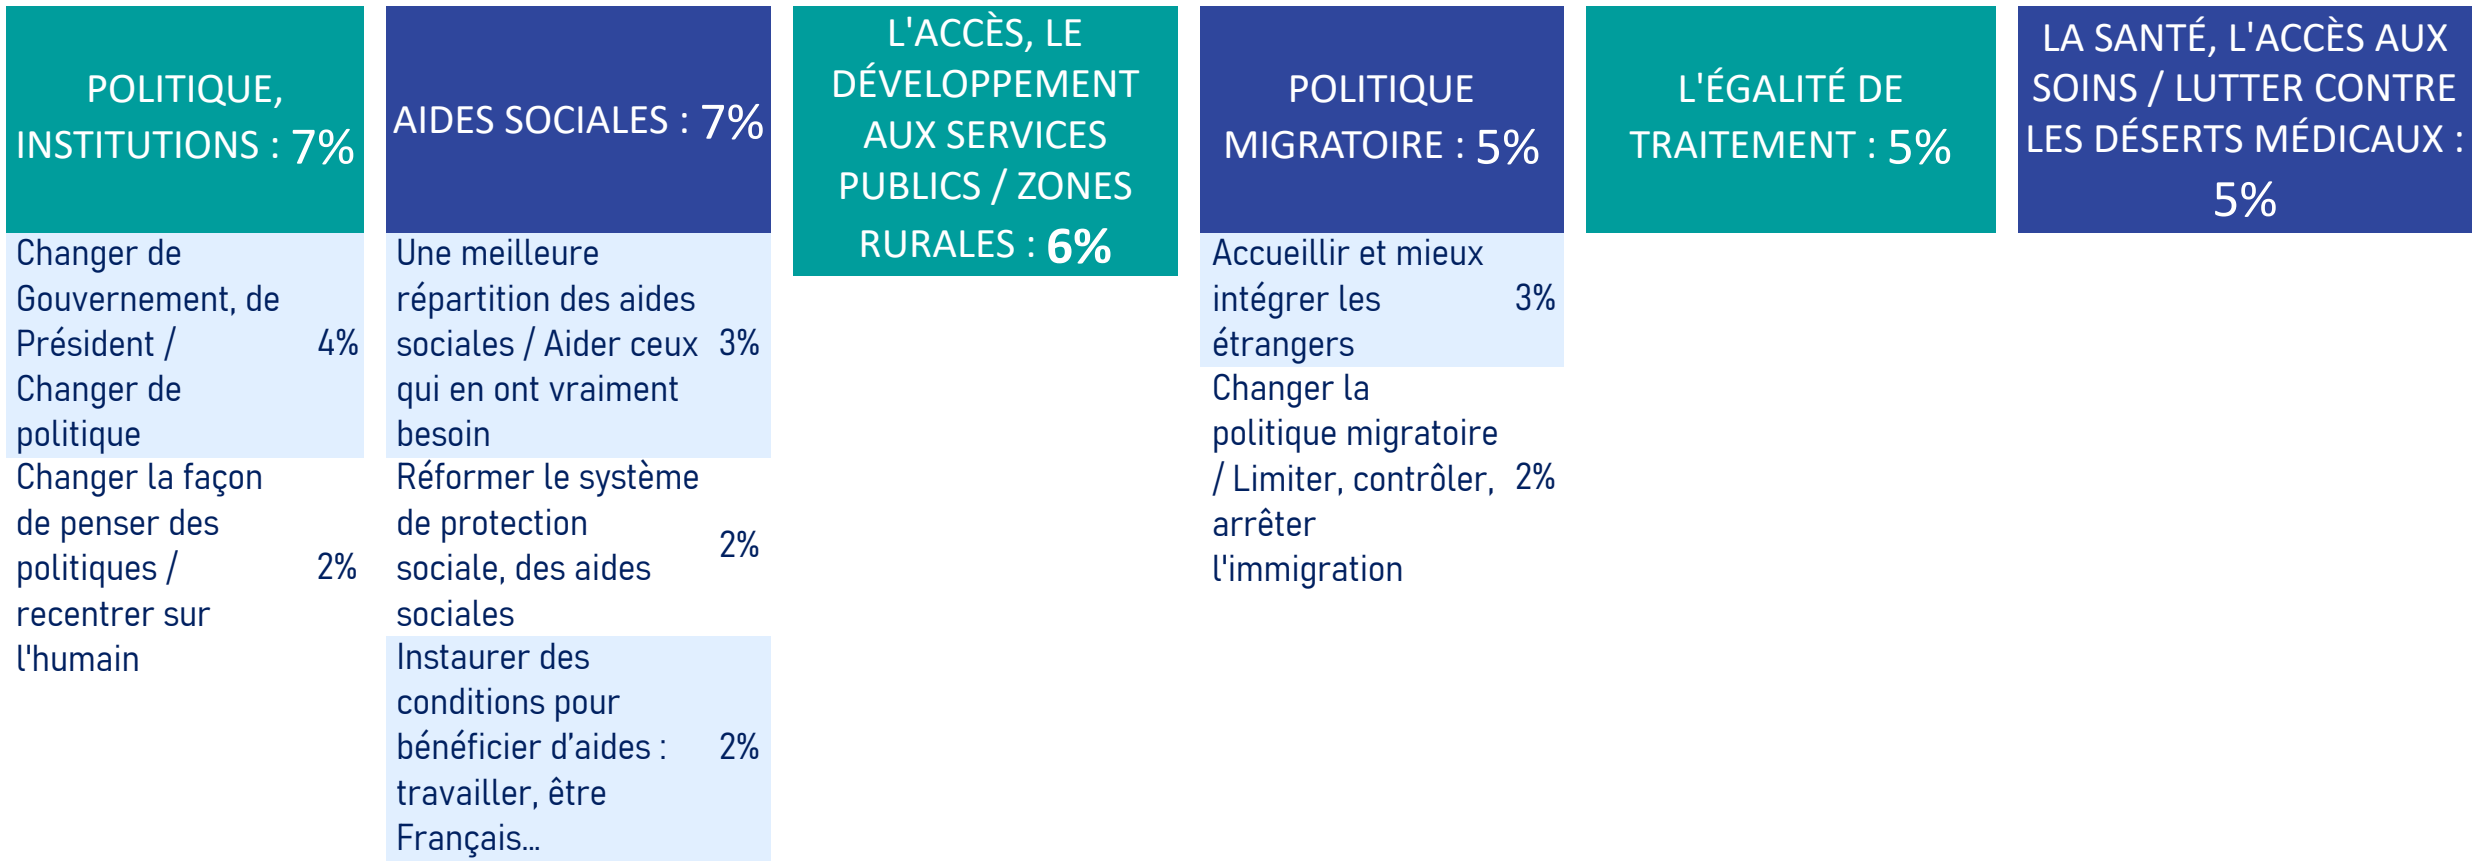 POLITIQUE,
INSTITUTIONS : 7%
Changer de
Gouvernement, de
Président /
Changer de
politique
4%
Changer la façon
de penser des
politiques /
recentrer sur
l'humain
2%
AIDES SOCIALES : 7%
Une meilleure
répartition des aides
sociales / Aider ceux
qui en ont vraiment
besoin
3%
Réformer le système
de protection
sociale, des aides
sociales
2%
Instaurer des
conditions pour
bénéficier d’aides :
travailler, être
Français…
2%
L'ACCÈS, LE
DÉVELOPPEMENT
AUX SERVICES
PUBLICS / ZONES
RURALES : 6%
POLITIQUE
MIGRATOIRE : 5%
Accueillir et mieux
intégrer les
étrangers
3%
Changer la
politique migratoire
/ Limiter, contrôler,
arrêter
l'immigration
2%
L'ÉGALITÉ DE
TRAITEMENT : 5%
LA SANTÉ, L'ACCÈS AUX
SOINS / LUTTER CONTRE
LES DÉSERTS MÉDICAUX :
5%